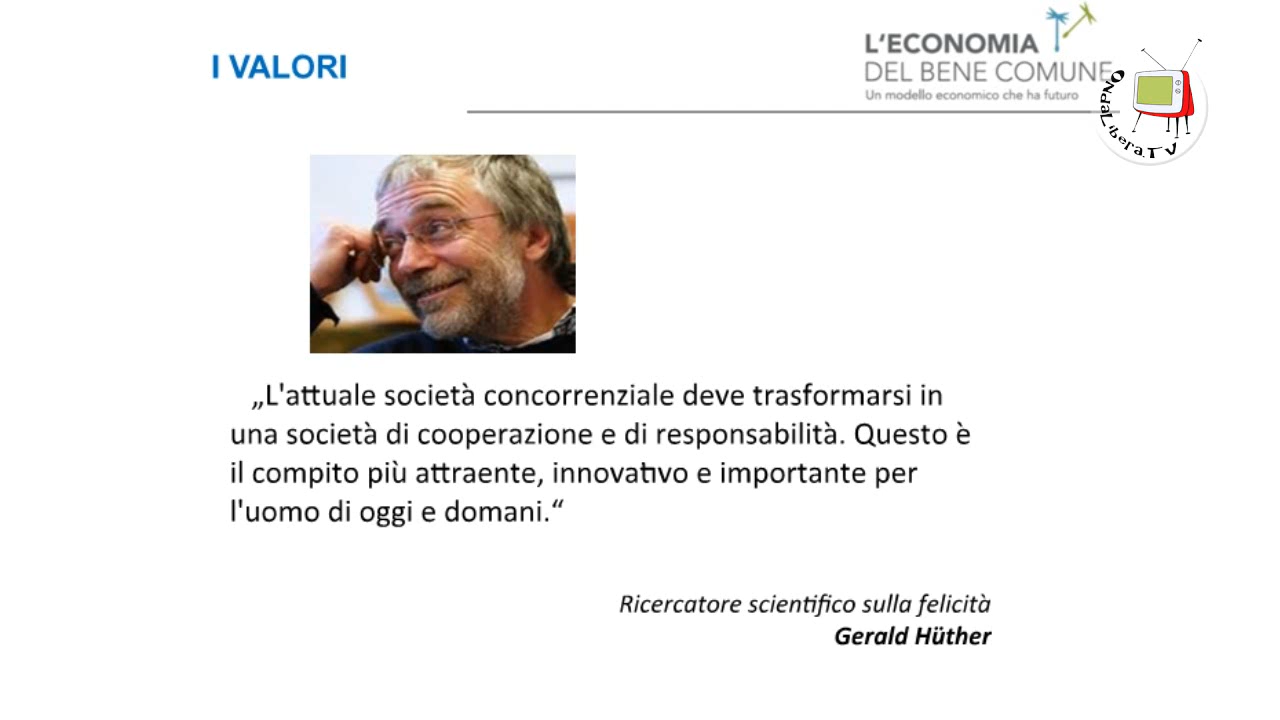 I VALORI
L'ECONOMIA
DEL BENE COMUNE
Un modello economico che ha futuro
OndaLibera.TV
„L'attuale società concorrenziale deve trasformarsi in
una società di cooperazione e di responsabilità. Questo è
il compito più attraente, innovativo e importante per
l'uomo di oggi e domani.“
Ricercatore scientifico sulla felicità
Gerald Hüther